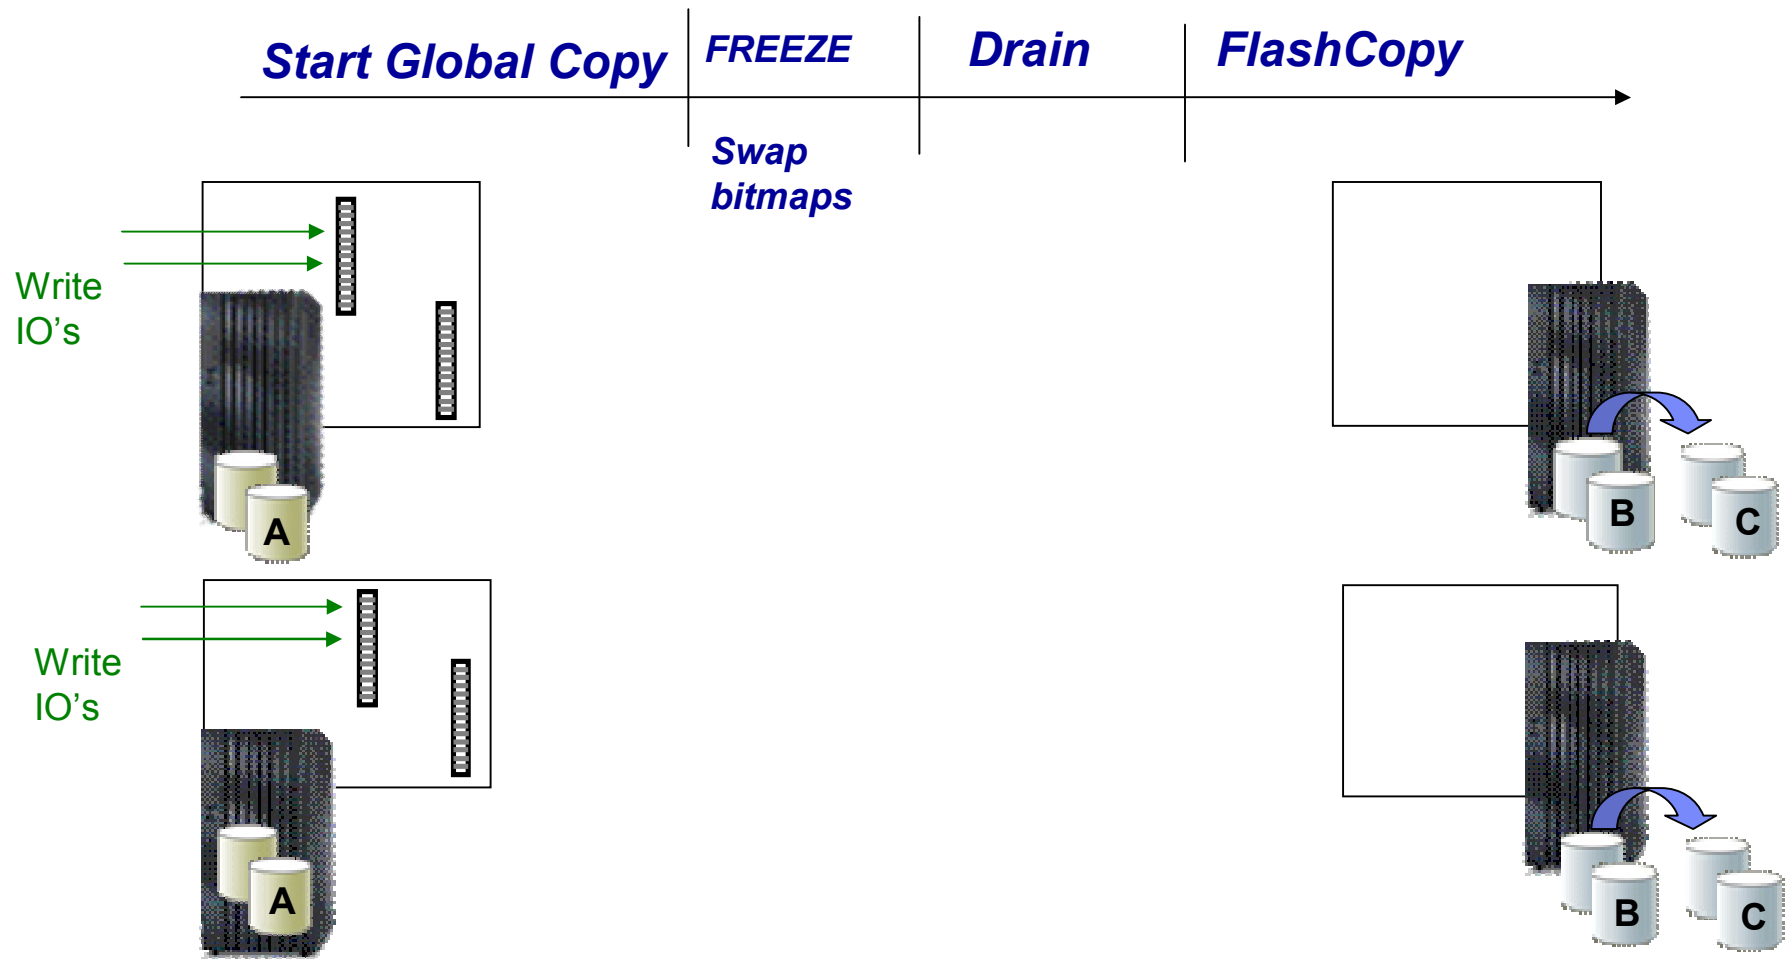 Start Global Copy
FREEZE
Drain
FlashCopy
Swap
bitmaps
Write
IO’s
A
B
C
Write
IO’s
A
B
C